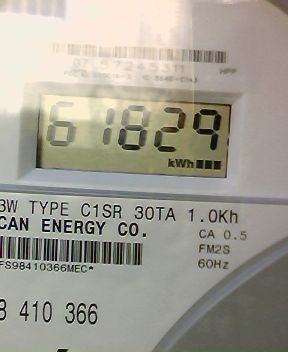 61829
kWh
3W TYPE C1SR 30TA 1.0Kh
CAN ENERGY CO.
CA 0.5
FM2S
60Hz
FS98410366MEC*
8 410 366